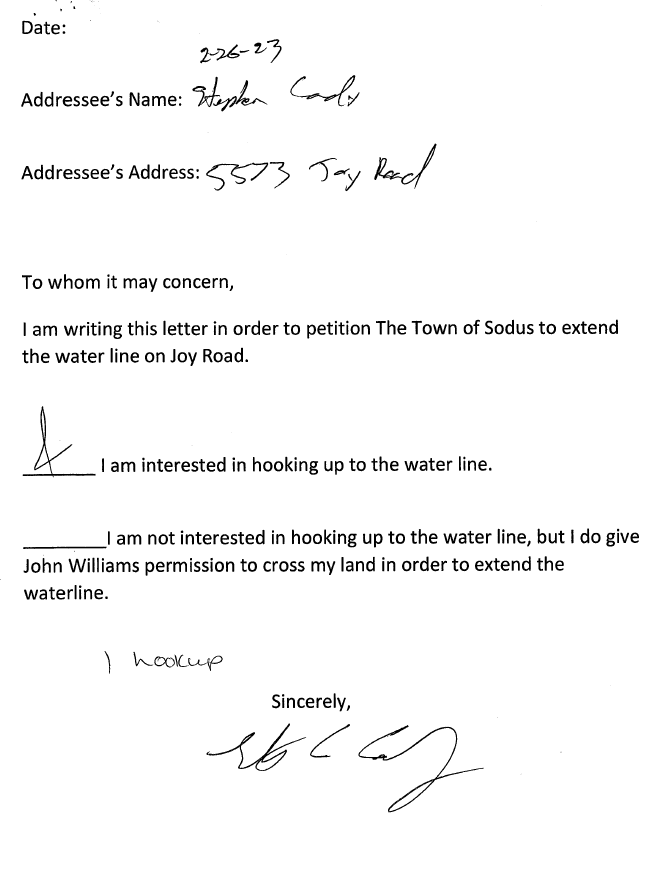 Date:
2-26-23
Addressee's Name: Stephen Cady
Addressee's Address: 5573 Joy Road
To whom it may concern,
I am writing this letter in order to petition The Town of Sodus to extend
the water line on Joy Road.
I am interested in hooking up to the water line.
I am not interested in hooking up to the water line, but I do give
John Williams permission to cross my land in order to extend the
waterline.
1 hookup
Sincerely,